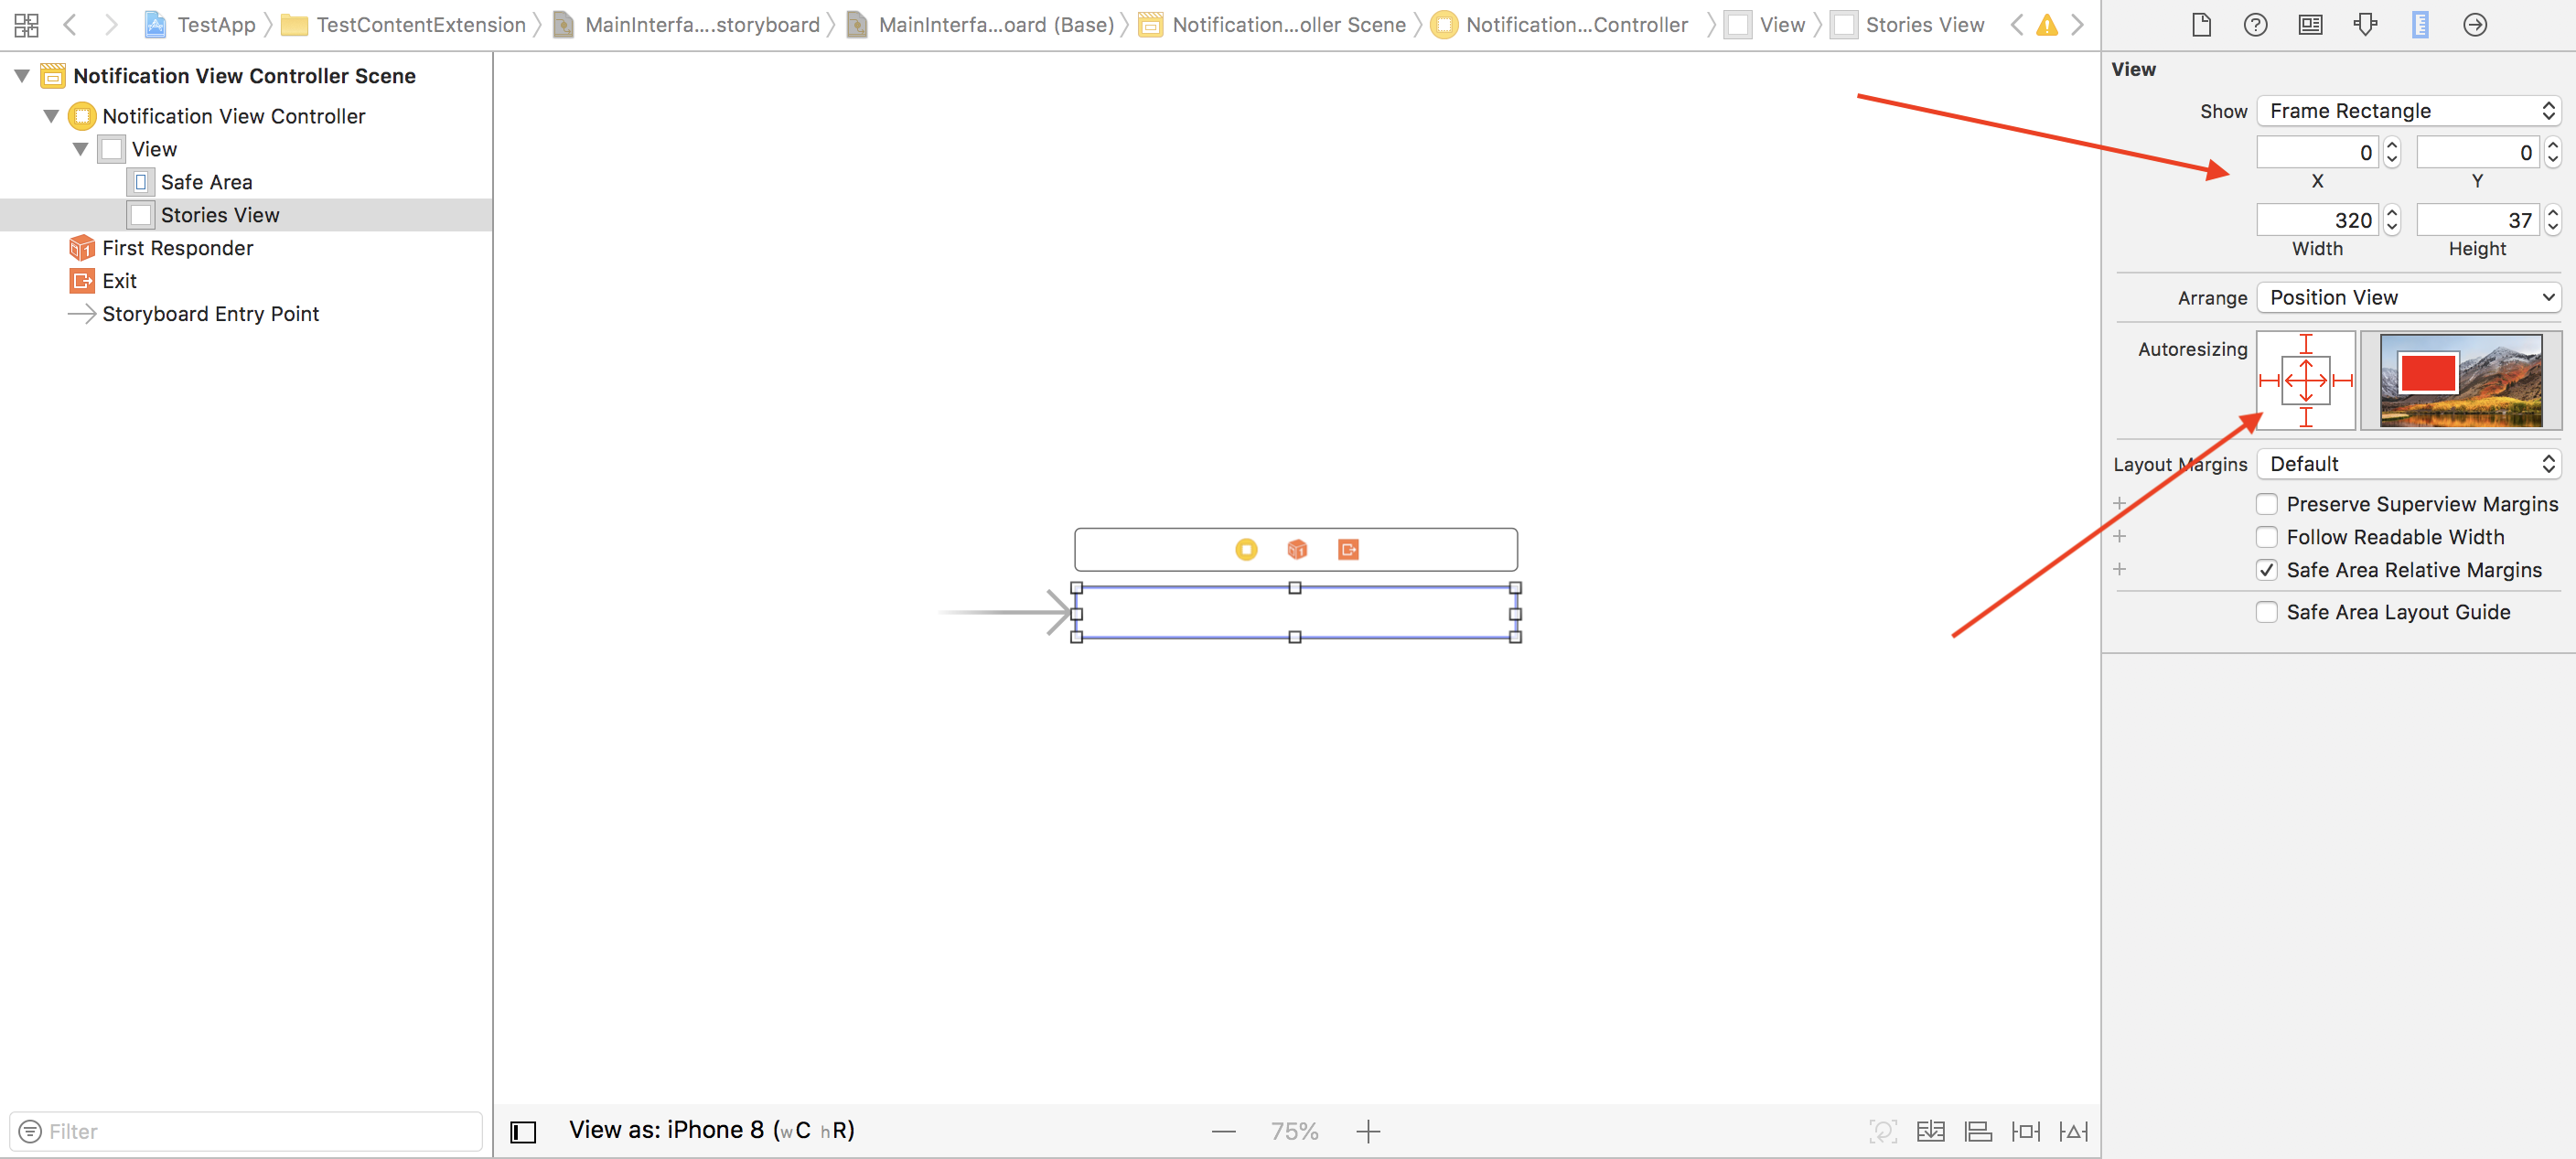 TestApp
TestContentExtension
MainInterfa....storyboard
MainInterfa...oard (Base)
Notification...oller Scene
Notification...Controller
View
Stories View
Notification View Controller Scene
Notification View Controller
View
Safe Area
Stories View
First Responder
Exit
Storyboard Entry Point
Filter
View as: iPhone 8 (wC hR)
75%
View
Show Frame Rectangle
0 0
X Y
320 37
Width Height
Arrange Position View
Autoresizing
Layout Margins Default
Preserve Superview Margins
Follow Readable Width
Safe Area Relative Margins
Safe Area Layout Guide